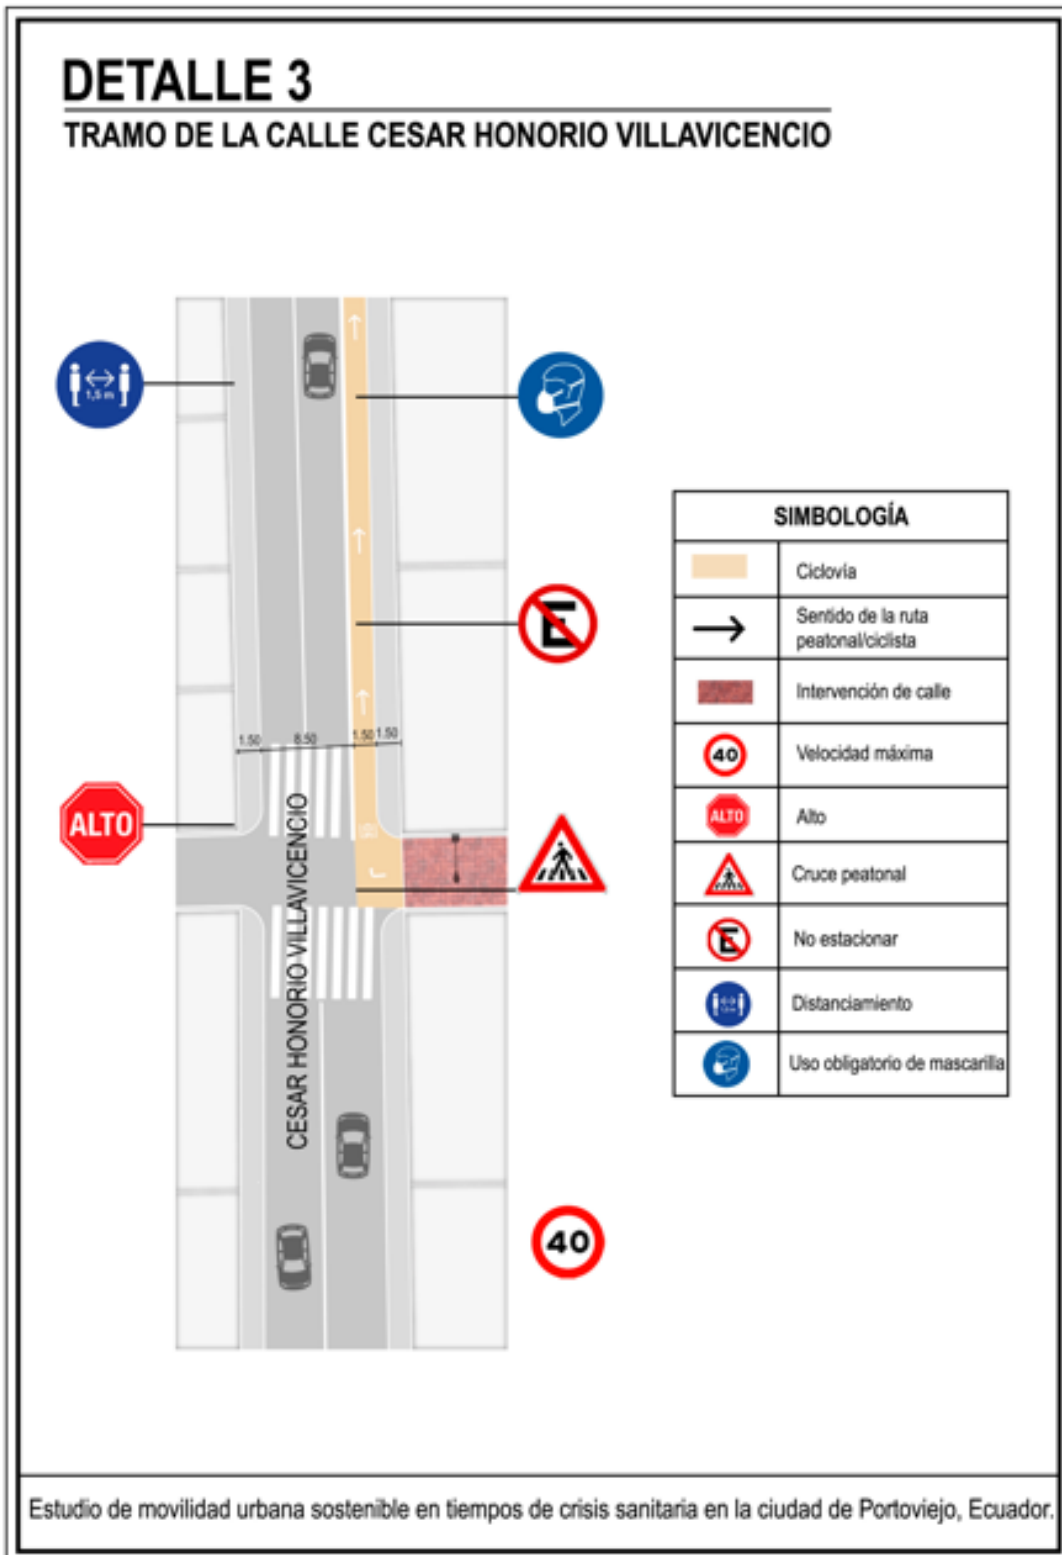 DETALLE 3
TRAMO DE LA CALLE CESAR HONORIO VILLAVICENCIO
1,5 m
E
1.50 8.50 1.50 1.50
ALTO
CESAR HONORIO VILLAVICENCIO
40
SIMBOLOGÍA
Ciclovía
Sentido de la ruta
peatonal/ciclista
Intervención de calle
40 Velocidad máxima
ALTO Alto
Cruce peatonal
E No estacionar
Distanciamiento
Uso obligatorio de mascarilla
Estudio de movilidad urbana sostenible en tiempos de crisis sanitaria en la ciudad de Portoviejo, Ecuador.